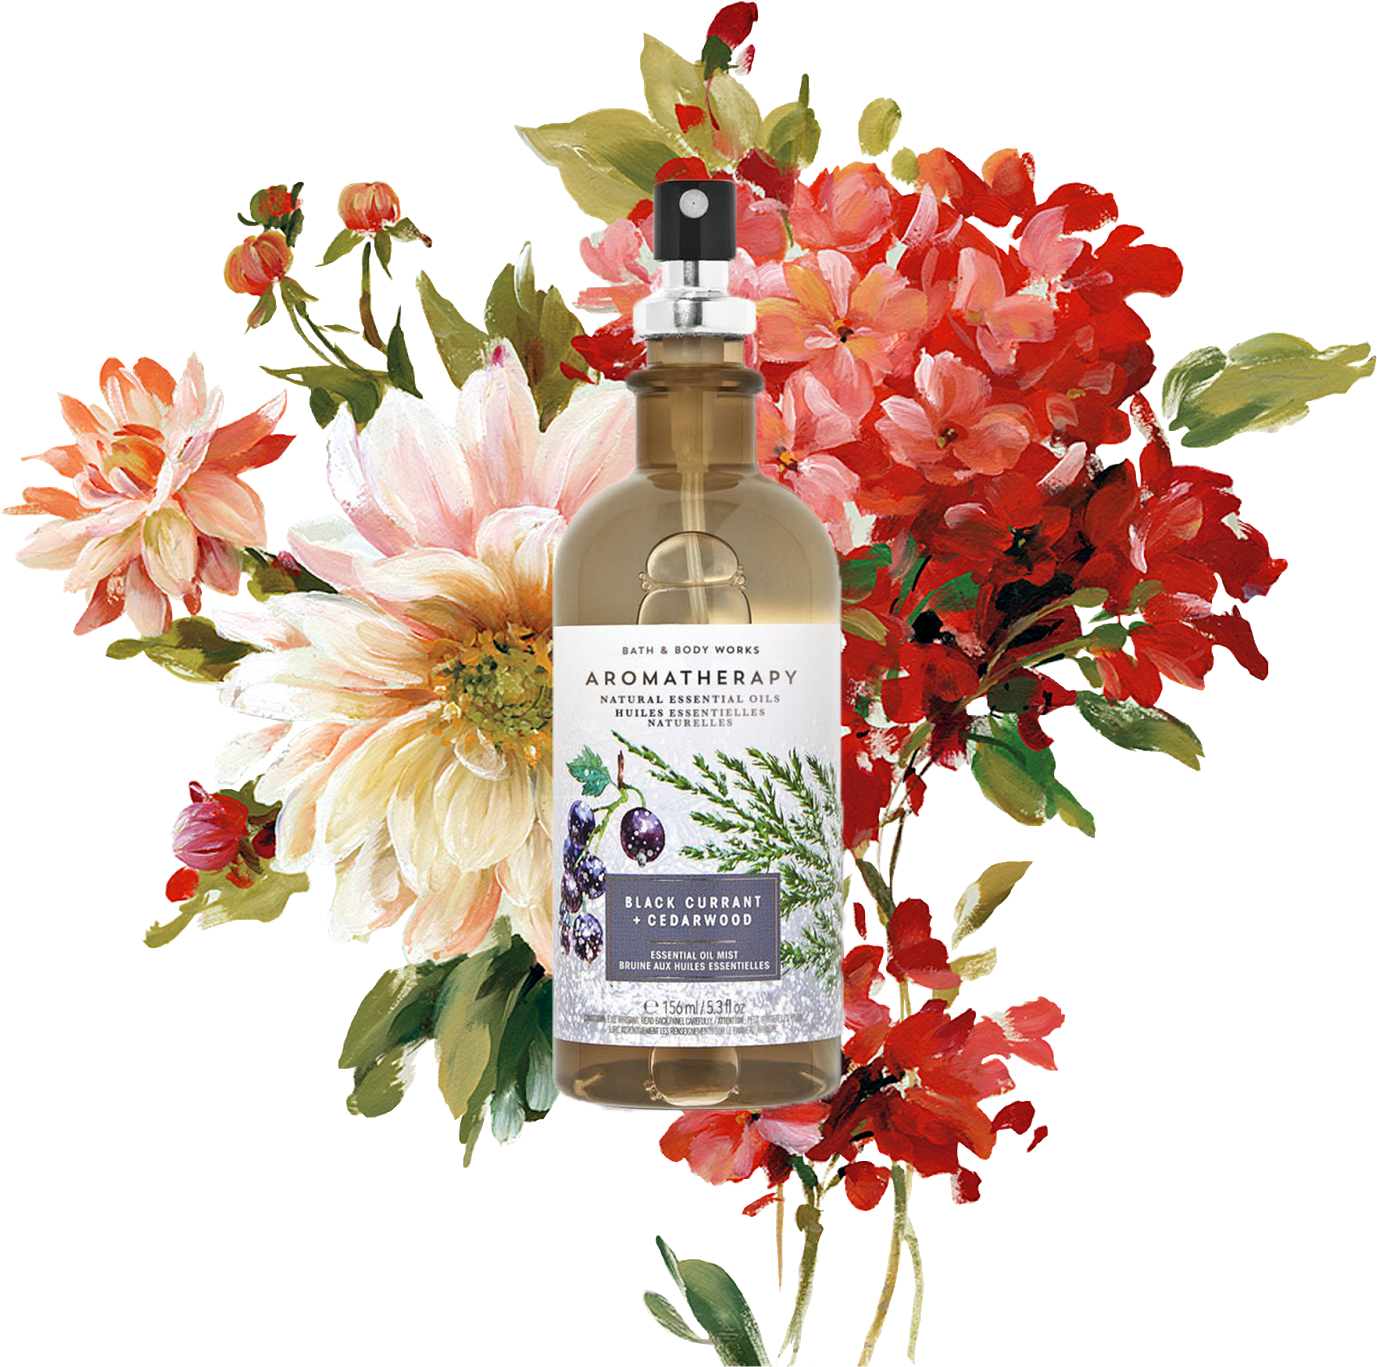 BATH & BODY WORKS
AROMATHERAPY
NATURAL ESSENTIAL OILS
HUILES ESSENTIELLES
NATURELLES
BLACK CURRANT
+ CEDARWOOD
ESSENTIAL OIL MIST
BRUINE AUX HUILES ESSENTIELLES
℮ 156 ml / 5.3 fl oz